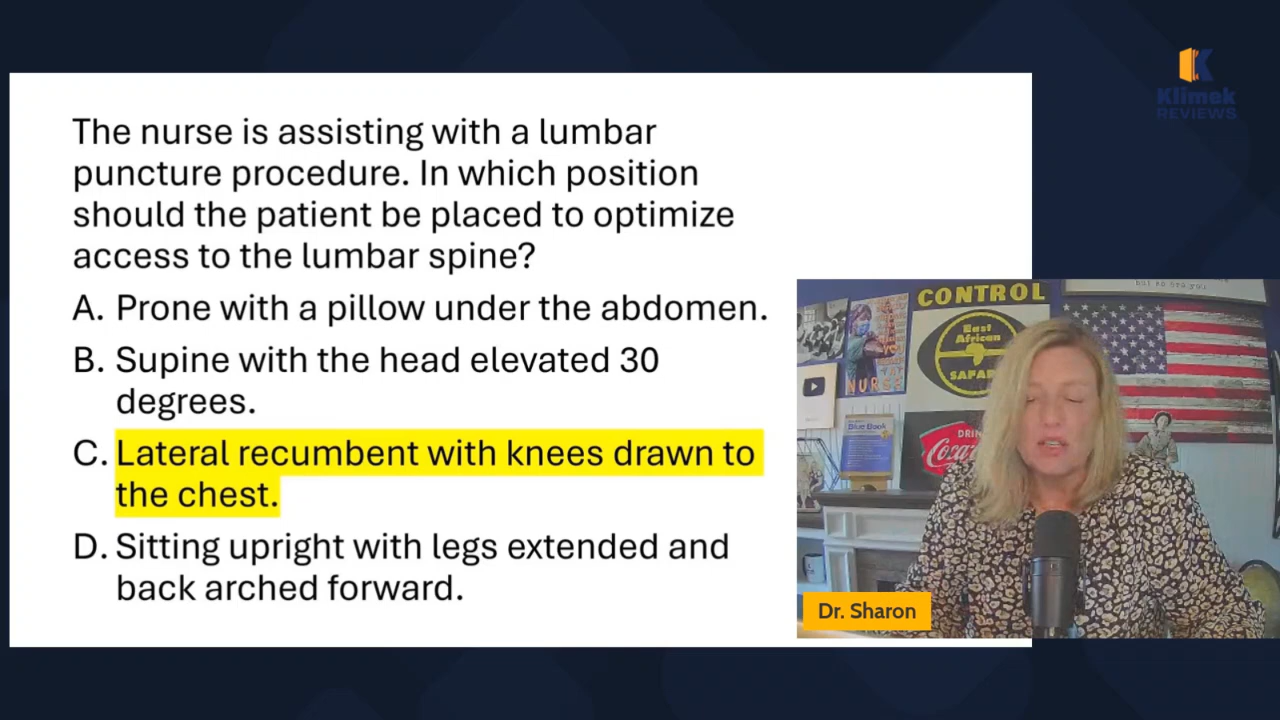 Klimek
REVIEWS
The nurse is assisting with a lumbar
puncture procedure. In which position
should the patient be placed to optimize
access to the lumbar spine?
A. Prone with a pillow under the abdomen.
B. Supine with the head elevated 30
degrees.
C. Lateral recumbent with knees drawn to
the chest.
D. Sitting upright with legs extended and
back arched forward.
CONTROL
East
African
NURSE
Blue Book
Dr. Sharon